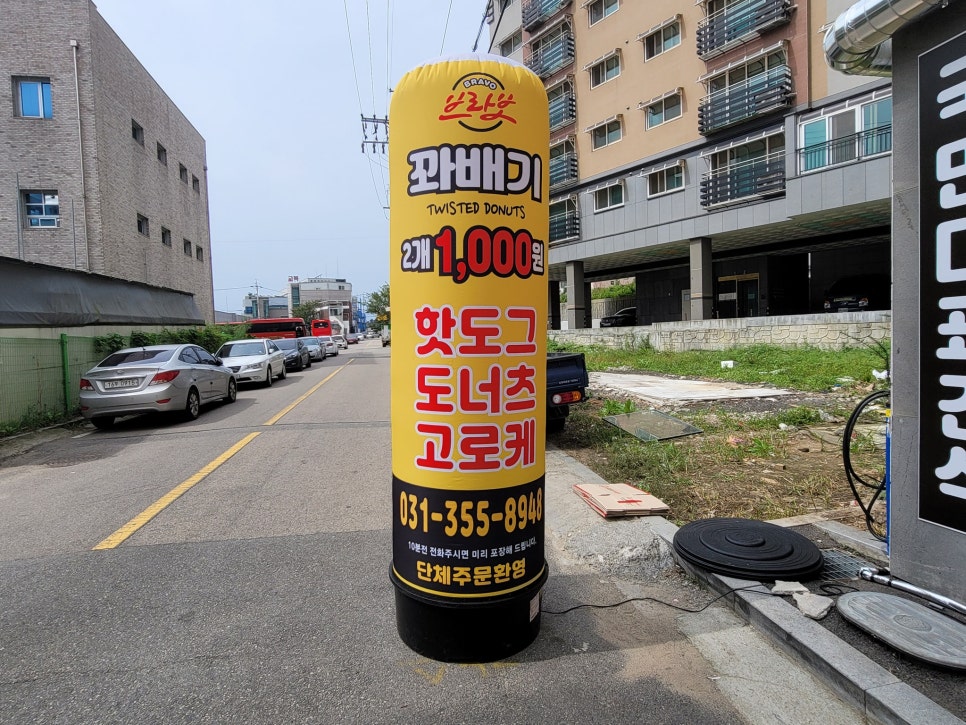 BRAVO
브라보
꽈배기
TWISTED DONUTS
2개 1,000원
핫도그
도너츠
고로케
031-355-8948
10분전 전화주시면 미리 포장해 드립니다.
단체주문환영